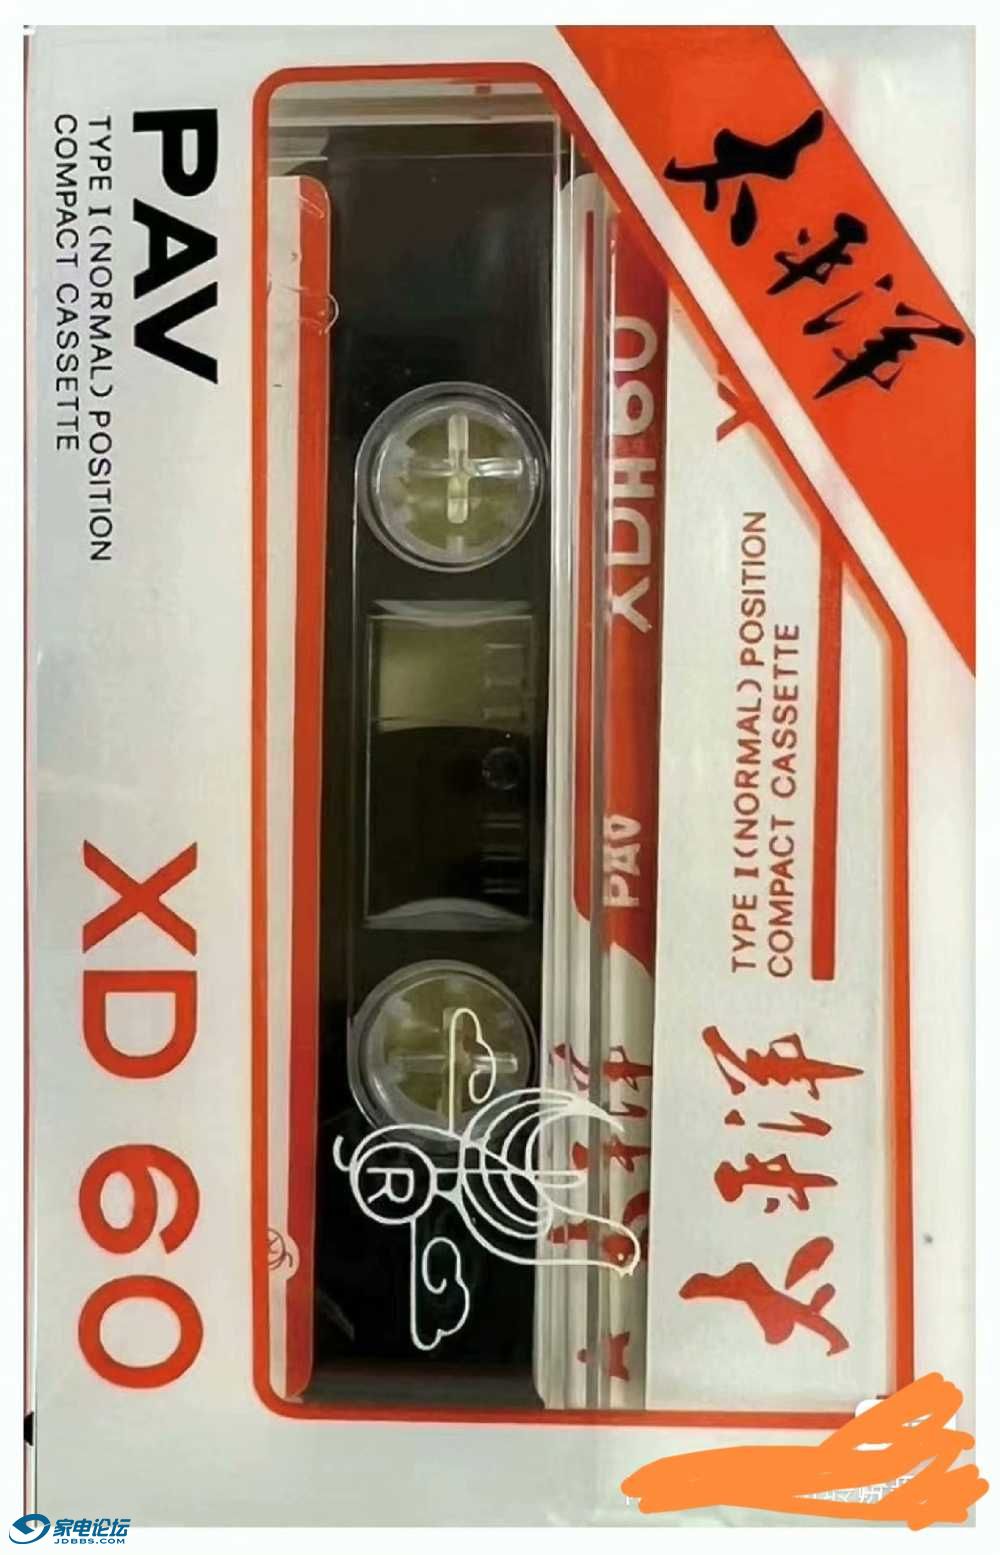 太平洋
PAV
TYPE I (NORMAL) POSITION
COMPACT CASSETTE
XD 60
XDH60
PAV
TYPE I (NORMAL) POSITION
COMPACT CASSETTE
太平洋
R
家电论坛
JDBBS.COM